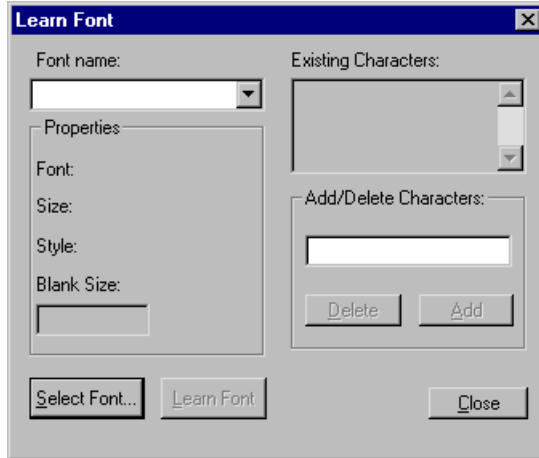 Learn Font
Font name:
Existing Characters:
Properties
Font:
Size:
Style:
Blank Size:
Add/Delete Characters:
Delete
Add
Select Font...
Learn Font
Close